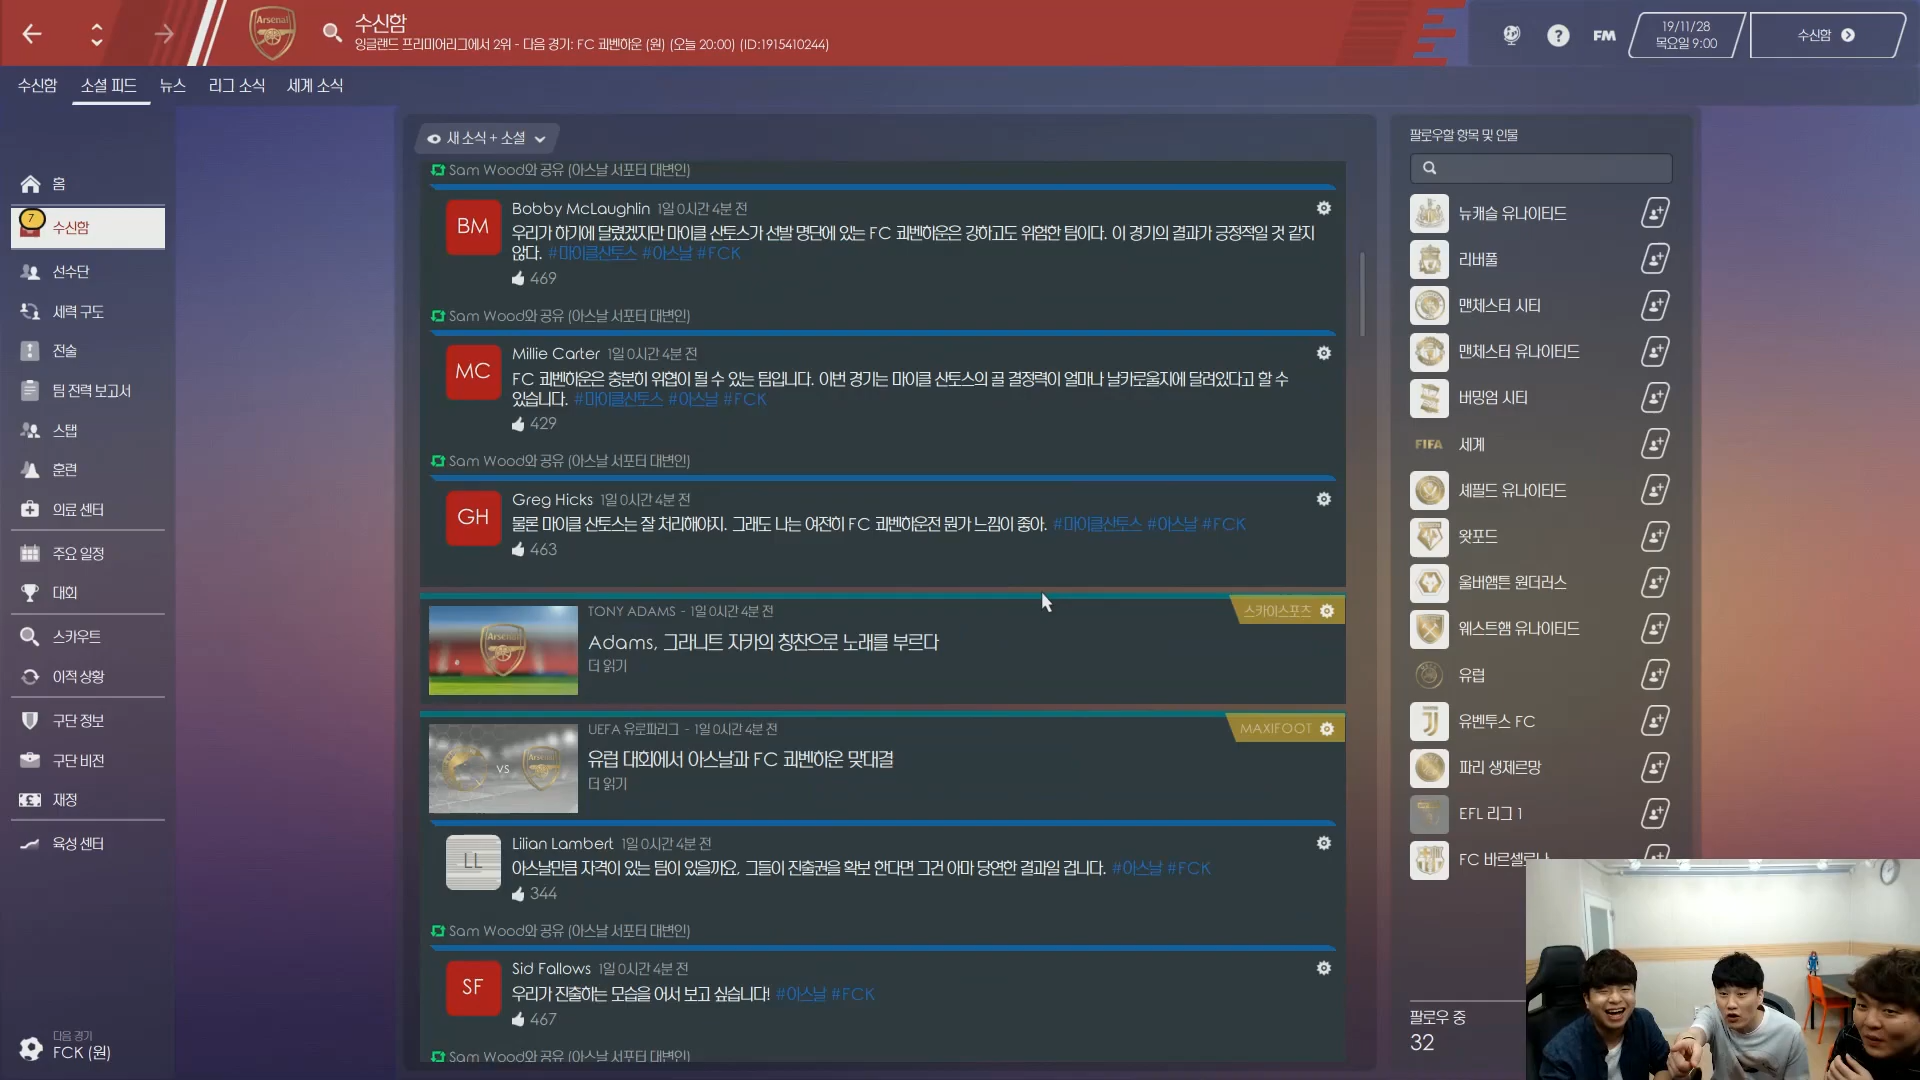 수신함
잉글랜드 프리미어리그에서 2위 - 다음 경기: FC 쾨벤하운 (원) (오늘 20:00) (ID:1915410244)
FM
19/11/28
목요일 9:00
수신함
수신함
소셜 피드
뉴스
리그 소식
세계 소식
홈
7
수신함
선수단
세력 구도
전술
팀 전력 보고서
스탭
훈련
의료 센터
주요 일정
대회
스카우트
이적 상황
구단 정보
구단 비전
재정
육성 센터
다음 경기
FCK (원)
새 소식 + 소셜
Sam Wood와 공유 (아스날 서포터 대변인)
BM
Bobby McLaughlin 1일 0시간 4분 전
우리가 하기에 달렸겠지만 마이클 산토스가 선발 명단에 있는 FC 쾨벤하운은 강하고도 위험한 팀이다. 이 경기의 결과가 긍정적일 것 같지
않다. #마이클산토스 #아스날 #FCK
469
Sam Wood와 공유 (아스날 서포터 대변인)
MC
Millie Carter 1일 0시간 4분 전
FC 쾨벤하운은 충분히 위협이 될 수 있는 팀입니다. 이번 경기는 마이클 산토스의 골 결정력이 얼마나 날카로울지에 달려있다고 할 수
있습니다. #마이클산토스 #아스날 #FCK
429
Sam Wood와 공유 (아스날 서포터 대변인)
GH
Greg Hicks 1일 0시간 4분 전
물론 마이클 산토스는 잘 처리해야지. 그래도 나는 여전히 FC 쾨벤하운전 뭔가 느낌이 좋아. #마이클산토스 #아스날 #FCK
463
TONY ADAMS - 1일 0시간 4분 전
스카이스포츠
Adams, 그라니트 자카의 칭찬으로 노래를 부르다
더 읽기
UEFA 유로파리그 - 1일 0시간 4분 전
MAXIFOOT
VS
유럽 대회에서 아스날과 FC 쾨벤하운 맞대결
더 읽기
LL
Lilian Lambert 1일 0시간 4분 전
아스날만큼 자격이 있는 팀이 있을까요, 그들이 진출권을 확보 한다면 그건 아마 당연한 결과일 겁니다. #아스날 #FCK
344
Sam Wood와 공유 (아스날 서포터 대변인)
SF
Sid Fallows 1일 0시간 4분 전
우리가 진출하는 모습을 어서 보고 싶습니다! #아스날 #FCK
467
Sam Wood와 공유 (아스날 서포터 대변인)
팔로우할 항목 및 인물
뉴캐슬 유나이티드
리버풀
맨체스터 시티
맨체스터 유나이티드
버밍엄 시티
FIFA 세계
셰필드 유나이티드
왓포드
울버햄튼 원더러스
웨스트햄 유나이티드
유럽
유벤투스 FC
파리 생제르망
EFL 리그 1
FC 바르셀로나
팔로우 중
32